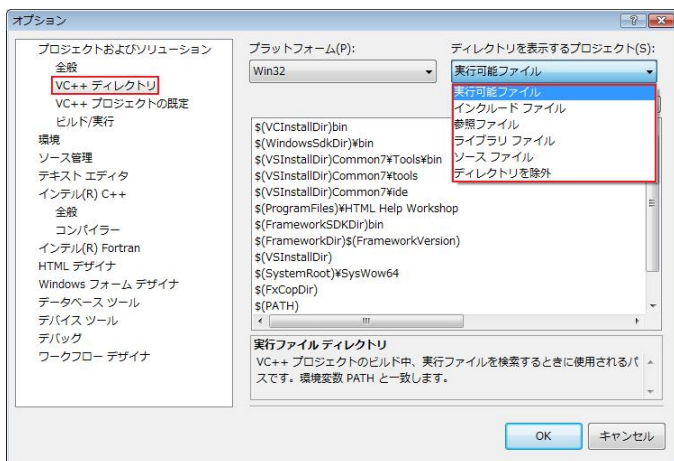 オプション
プロジェクトおよびソリューション
全般
VC++ ディレクトリ
VC++ プロジェクトの既定
ビルド/実行
環境
ソース管理
テキスト エディタ
インテル(R) C++
全般
コンパイラー
インテル(R) Fortran
HTML デザイナ
Windows フォーム デザイナ
データベース ツール
デバイス ツール
デバッグ
ワークフロー デザイナ
プラットフォーム(P):
Win32
ディレクトリを表示するプロジェクト(S):
実行可能ファイル
実行可能ファイル
インクルード ファイル
参照ファイル
ライブラリ ファイル
ソース ファイル
ディレクトリを除外
$(VCInstallDir)bin
$(WindowsSdkDir)¥bin
$(VSInstallDir)Common7¥Tools¥bin
$(VSInstallDir)Common7¥tools
$(VSInstallDir)Common7¥ide
$(ProgramFiles)¥HTML Help Workshop
$(FrameworkSDKDir)bin
$(FrameworkDir)$(FrameworkVersion)
$(VSInstallDir)
$(SystemRoot)¥SysWow64
$(FxCopDir)
$(PATH)
実行ファイル ディレクトリ
VC++ プロジェクトのビルド中、実行ファイルを検索するときに使用されるパ
スです。環境変数 PATH と一致します。
OK
キャンセル